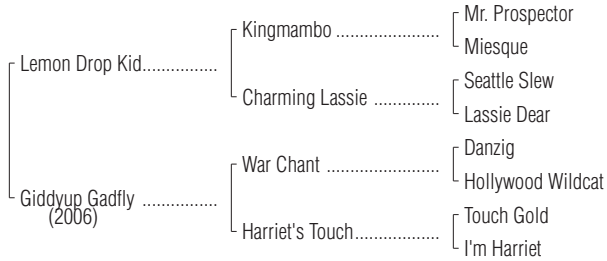 Mr. Prospector
Kingmambo ................
Miesque
Lemon Drop Kid...............
Seattle Slew
Charming Lassie ..............
Lassie Dear
Danzig
War Chant .....................
Hollywood Wildcat
Giddyup Gadfly ...............
(2006)
Touch Gold
Harriet's Touch.................
I'm Harriet